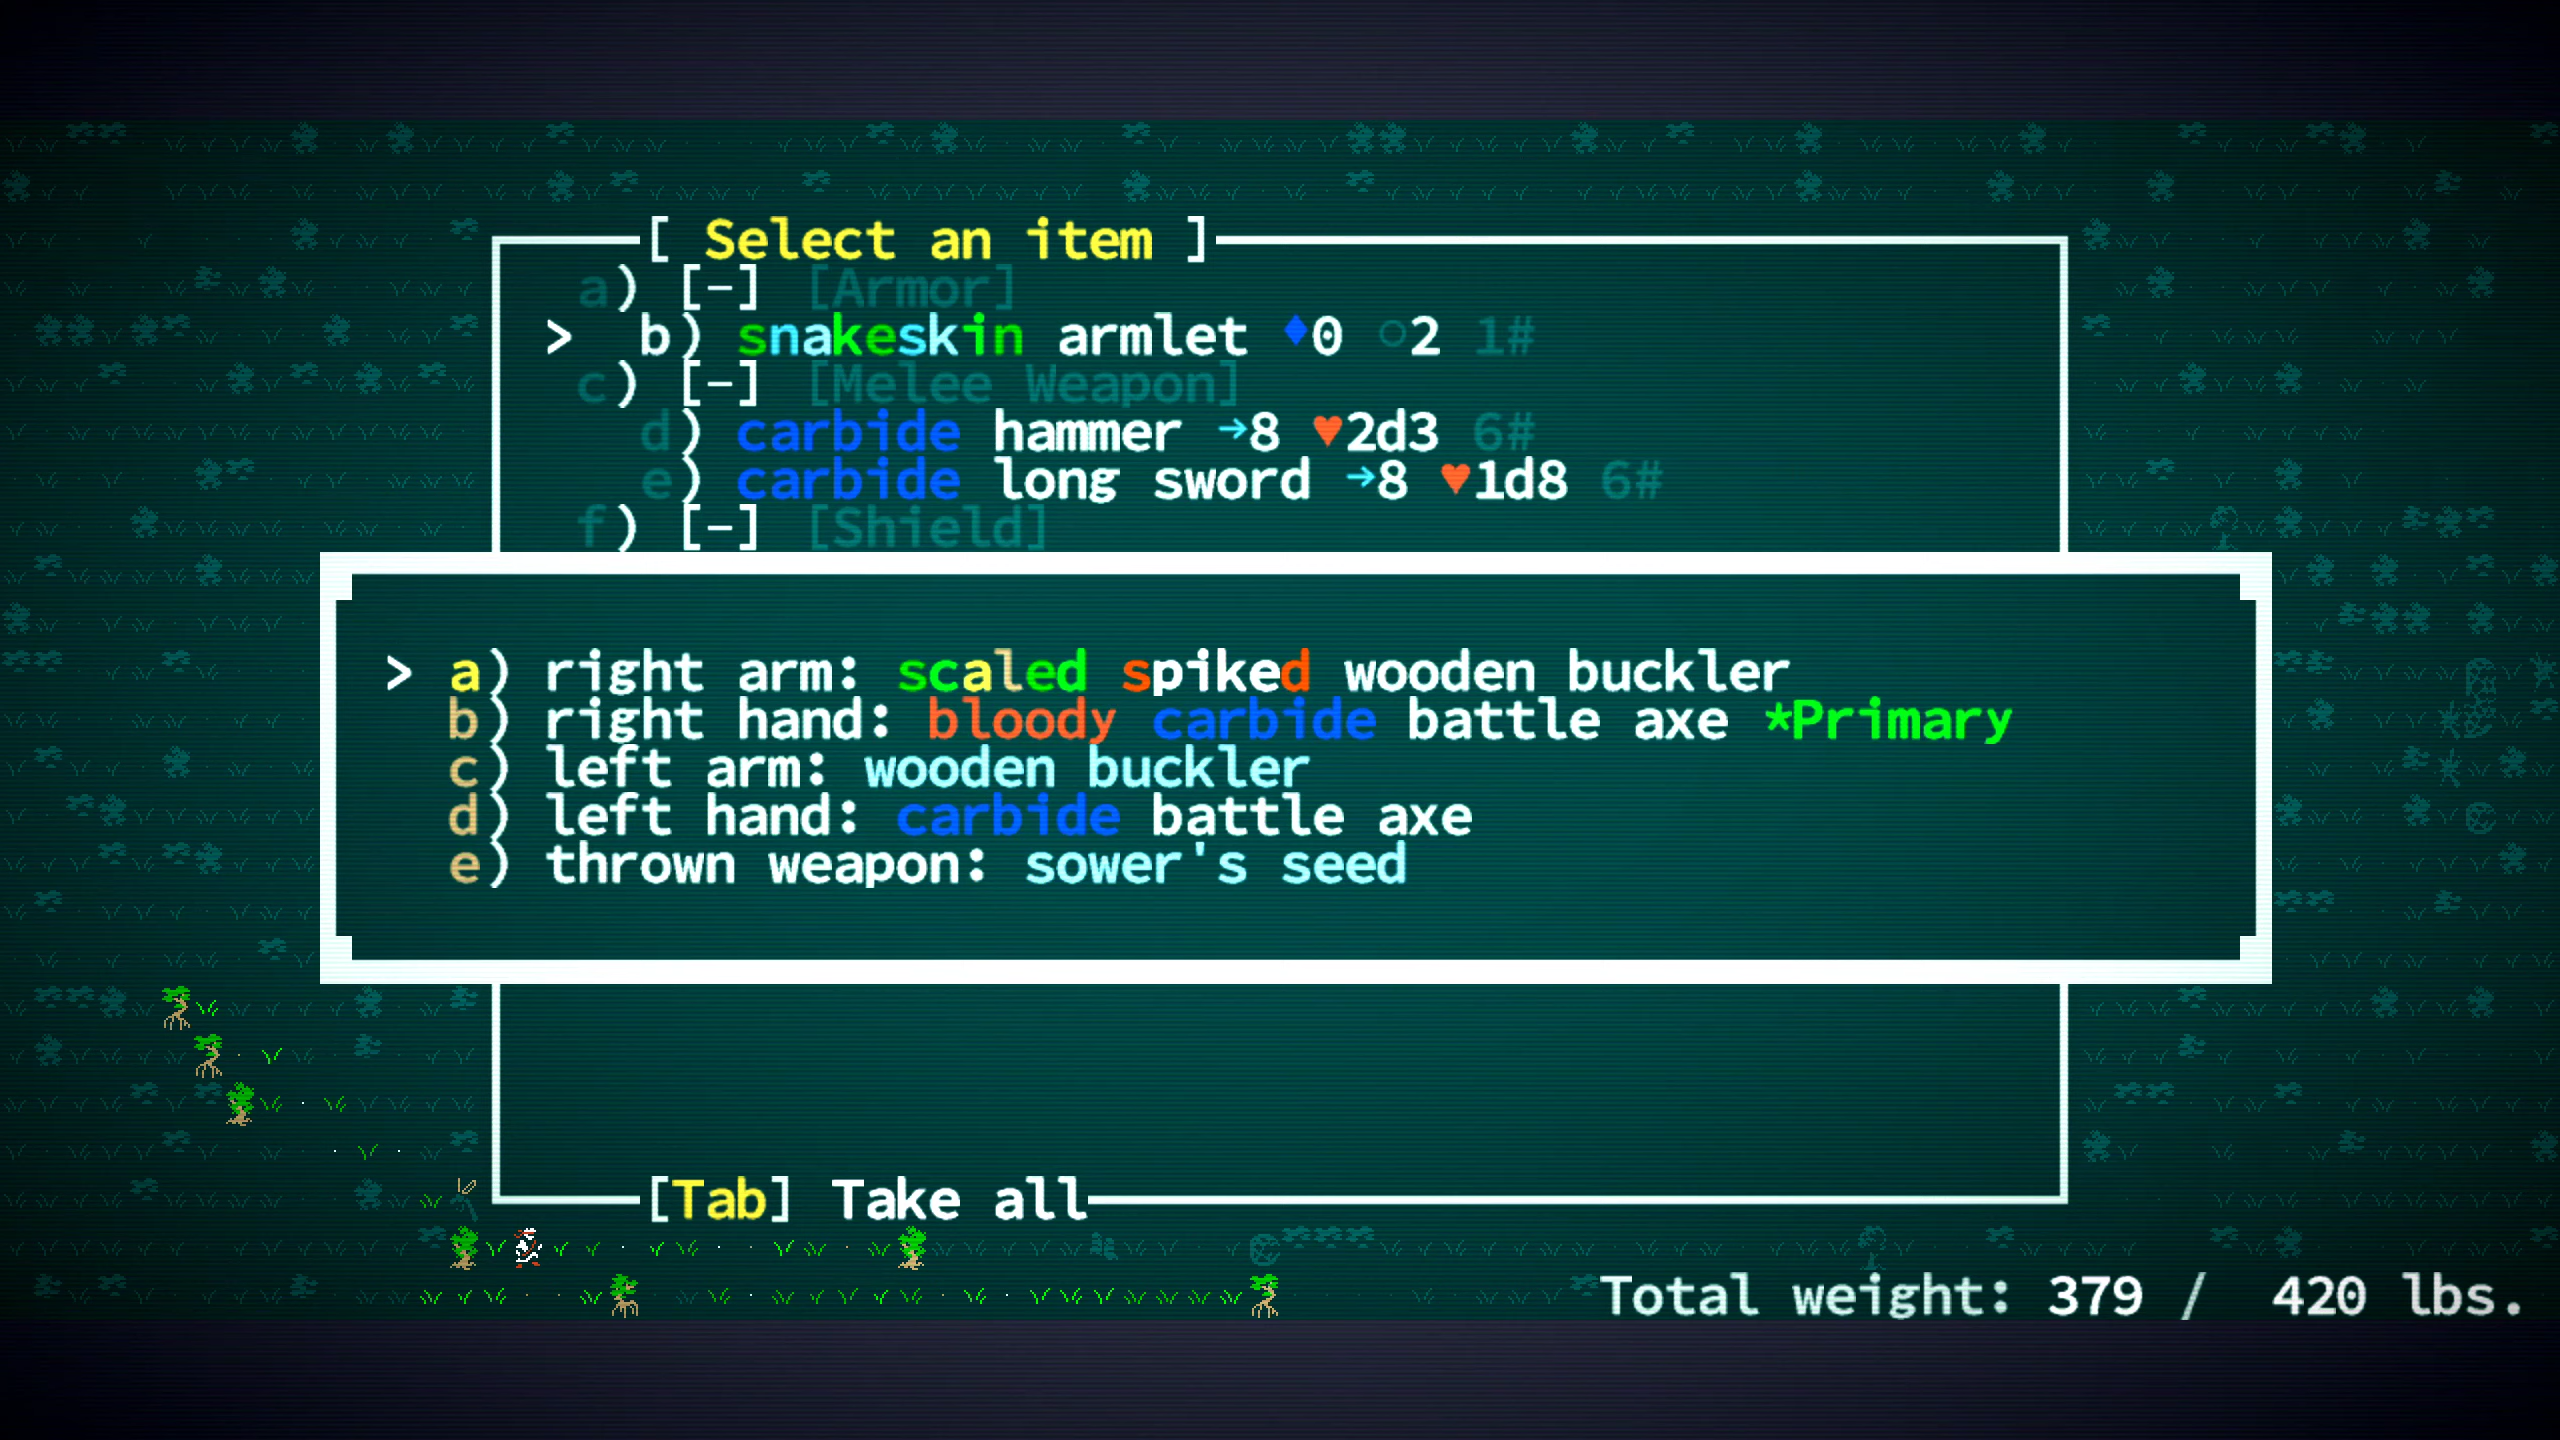 [ Select an item ]
a) [-] [Armor]
> b) snakeskin armlet ♦0 ○2 1#
c) [-] [Melee Weapon]
d) carbide hammer →8 ♥2d3 6#
e) carbide long sword →8 ♥1d8 6#
f) [-] [Shield]
> a) right arm: scaled spiked wooden buckler
b) right hand: bloody carbide battle axe *Primary
c) left arm: wooden buckler
d) left hand: carbide battle axe
e) thrown weapon: sower's seed
[Tab] Take all
Total weight: 379 / 420 lbs.